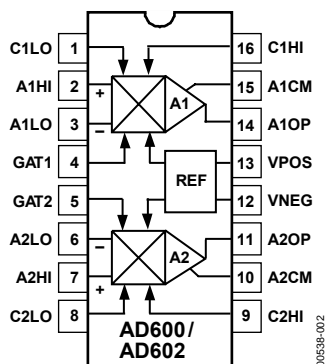 C1LO 1 16 C1HI
A1HI 2 + A1 15 A1CM
A1LO 3 – 14 A1OP
GAT1 4 REF 13 VPOS
GAT2 5 12 VNEG
A2LO 6 – A2 11 A2OP
A2HI 7 + 10 A2CM
C2LO 8 9 C2HI
AD600/
AD602
00538-002